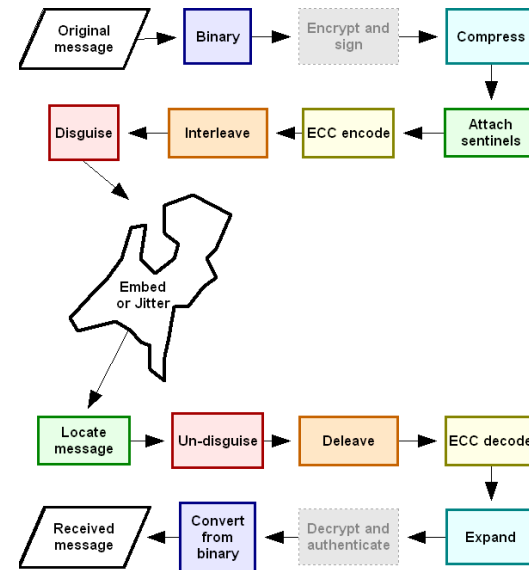 Original
message
Binary
Encrypt and
sign
Compress
Disguise
Interleave
ECC encode
Attach
sentinels
Embed
or Jitter
Locate
message
Un-disguise
Deleave
ECC decode
Received
message
Convert
from
binary
Decrypt and
authenticate
Expand